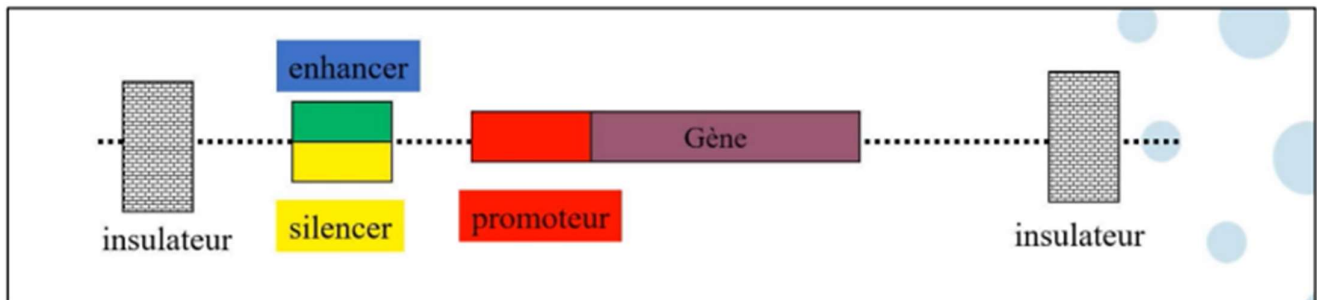 enhancer
Gène
insulateur
silencer
promoteur
insulateur